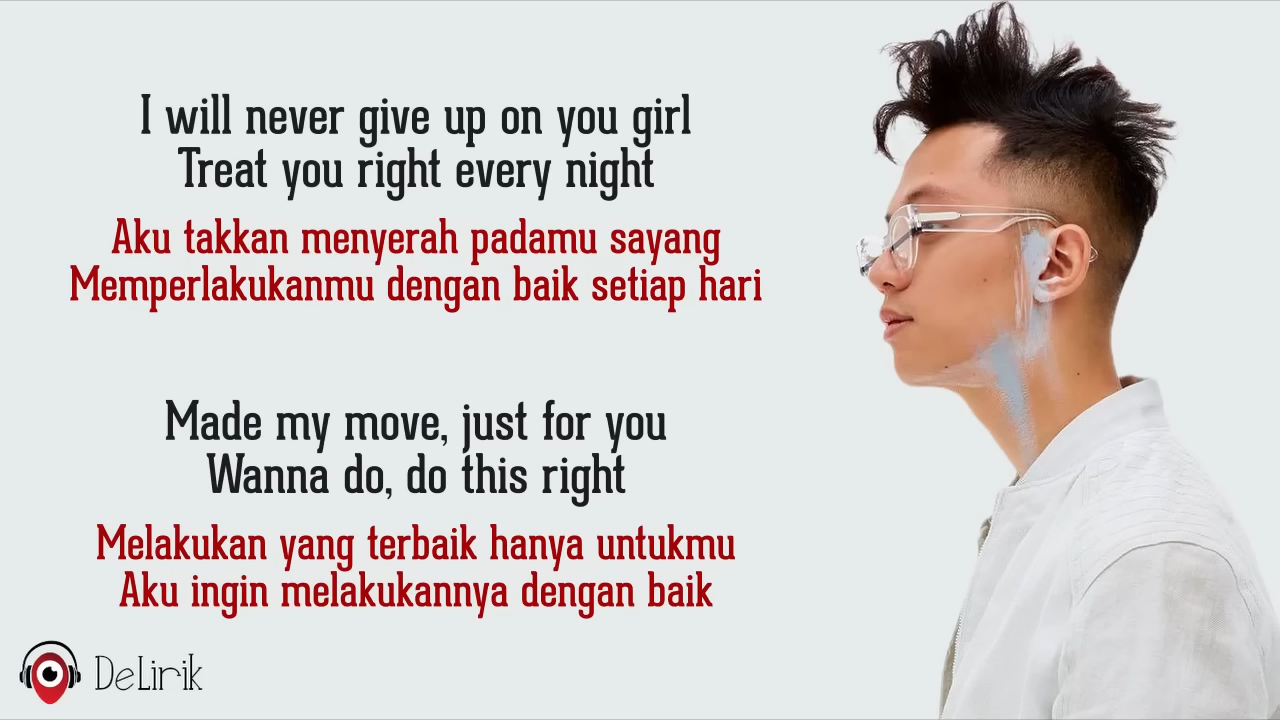 I will never give up on you girl
Treat you right every night
Aku takkan menyerah padamu sayang
Memperlakukanmu dengan baik setiap hari
Made my move, just for you
Wanna do, do this right
Melakukan yang terbaik hanya untukmu
Aku ingin melakukannya dengan baik
DeLirik